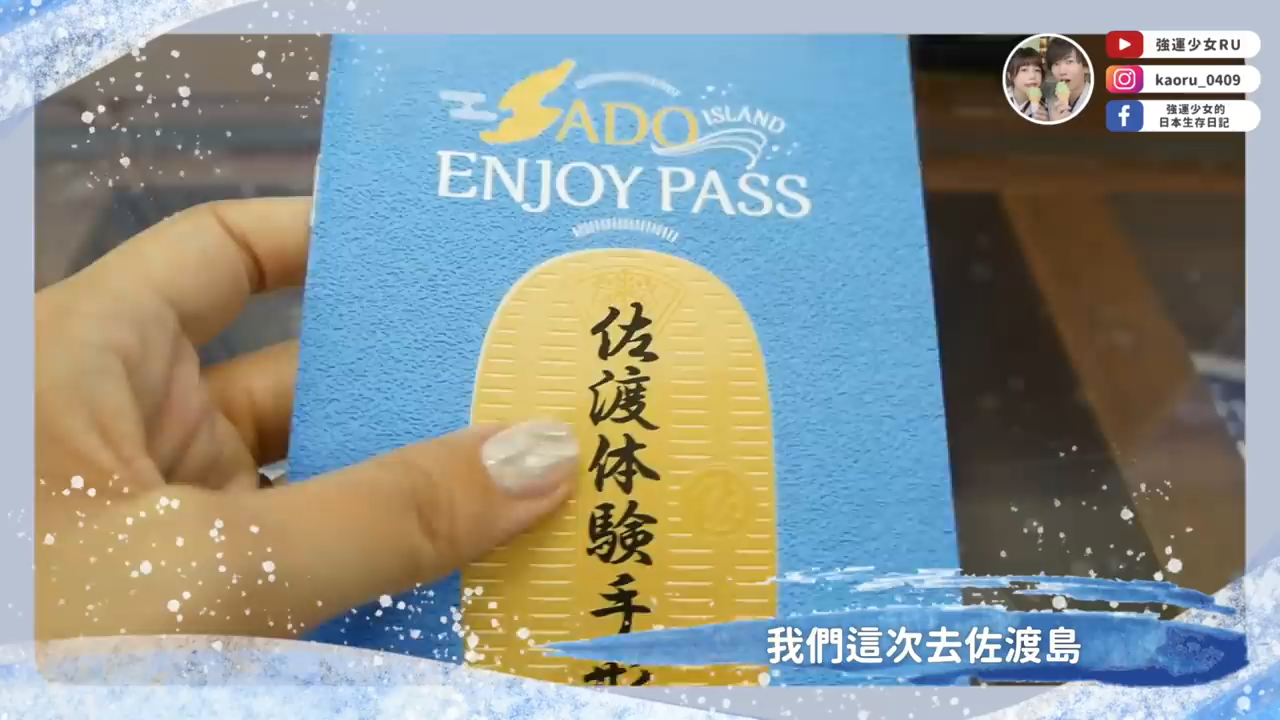 SADO
ISLAND
ENJOY PASS
佐渡体験手形
強運少女RU
kaoru_0409
強運少女的
日本生存日記
我們這次去佐渡島